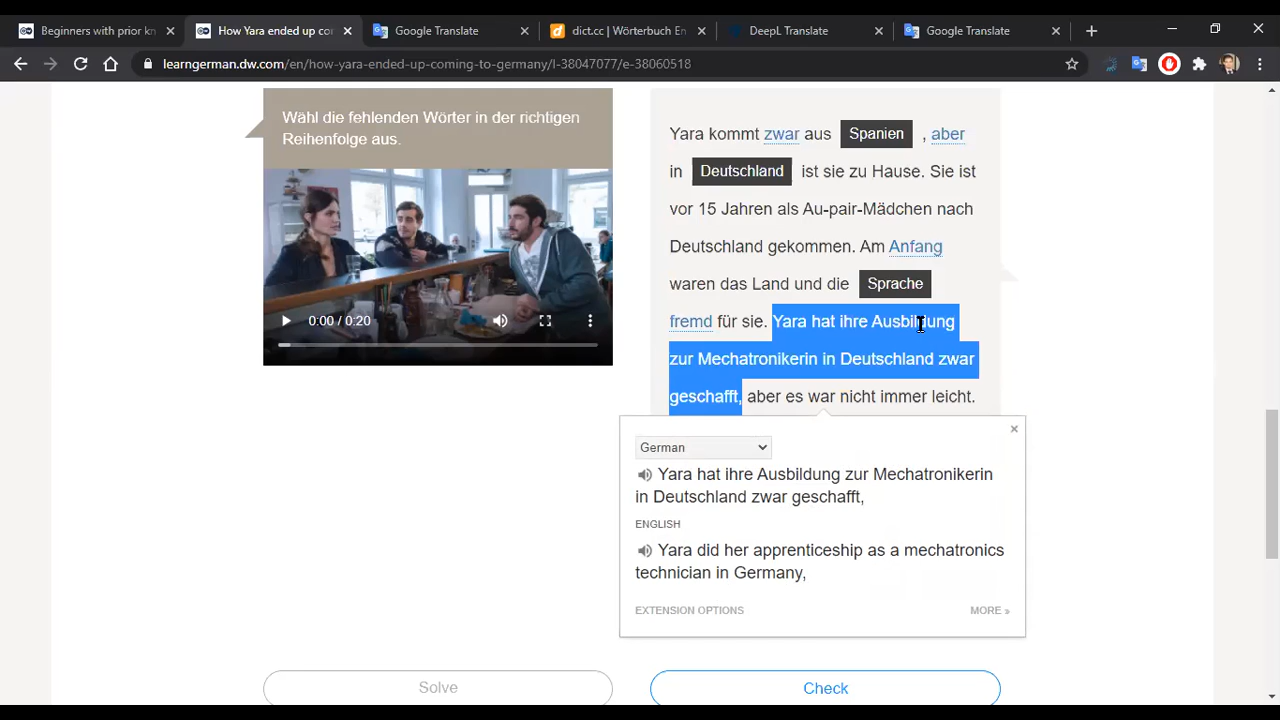 Beginners with prior kn
How Yara ended up cor
Google Translate
dict.cc | Wörterbuch En
DeepL Translate
Google Translate
learngerman.dw.com/en/how-yara-ended-up-coming-to-germany/l-38047077/e-38060518
Wähl die fehlenden Wörter in der richtigen
Reihenfolge aus.
0:00 / 0:20
Yara kommt zwar aus Spanien , aber
in Deutschland ist sie zu Hause. Sie ist
vor 15 Jahren als Au-pair-Mädchen nach
Deutschland gekommen. Am Anfang
waren das Land und die Sprache
fremd für sie. Yara hat ihre Ausbildung
zur Mechatronikerin in Deutschland zwar
geschafft, aber es war nicht immer leicht.
German
Yara hat ihre Ausbildung zur Mechatronikerin
in Deutschland zwar geschafft,
ENGLISH
Yara did her apprenticeship as a mechatronics
technician in Germany,
EXTENSION OPTIONS MORE »
Solve
Check